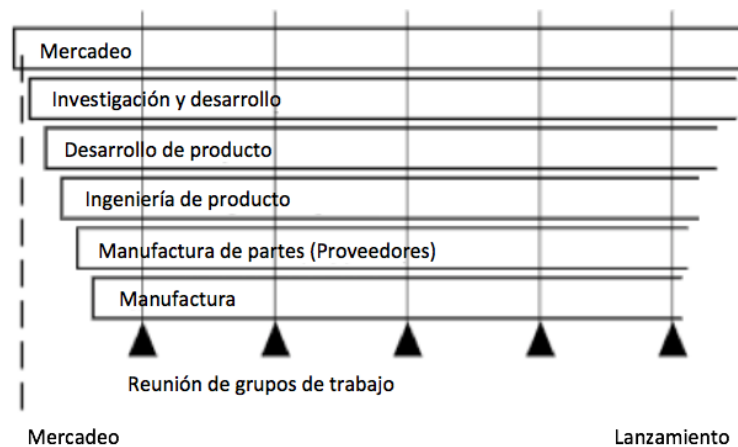 Mercadeo
Investigación y desarrollo
Desarrollo de producto
Ingeniería de producto
Manufactura de partes (Proveedores)
Manufactura
Reunión de grupos de trabajo
Mercadeo
Lanzamiento